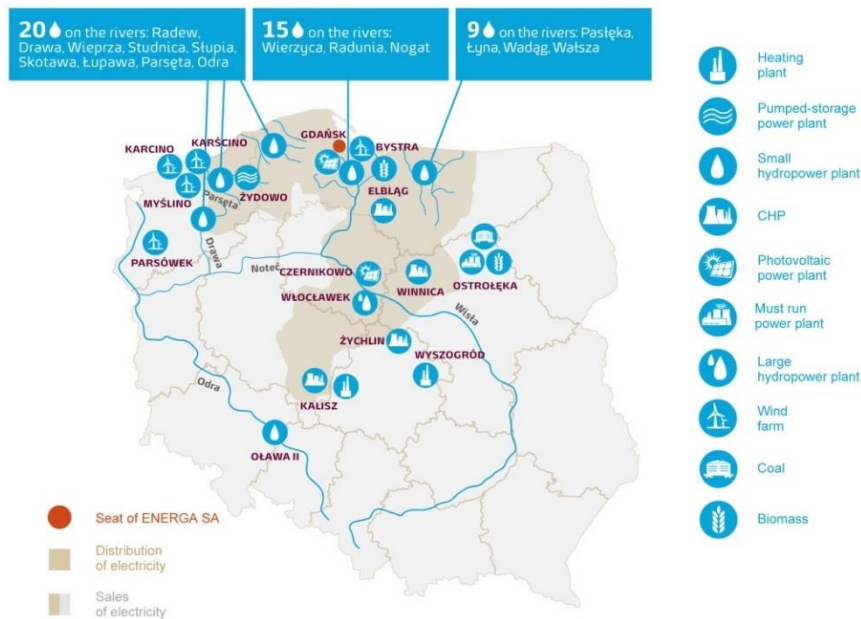 20 on the rivers: Radew,
Drawa, Wieprza, Studnica, Słupia,
Skotawa, Łupawa, Parsęta, Odra
15 on the rivers:
Wierzyca, Radunia, Nogat
9 on the rivers: Pasłęka,
Łyna, Wadąg, Wałsza
GDAŃSK
KARCINO
KARŚCINO
BYSTRA
MYŚLINO
Parsęta
ŻYDOWO
ELBLĄG
PARSÓWEK
Drawa
Noteć
CZERNIKOWO
WINNICA
OSTROŁĘKA
WŁOCŁAWEK
Wisła
ŻYCHLIN
WYSZOGRÓD
Odra
KALISZ
OŁAWA II
Seat of ENERGA SA
Distribution
of electricity
Sales
of electricity
Heating
plant
Pumped-storage
power plant
Small
hydropower plant
CHP
Photovoltaic
power plant
Must run
power plant
Large
hydropower plant
Wind
farm
Coal
Biomass